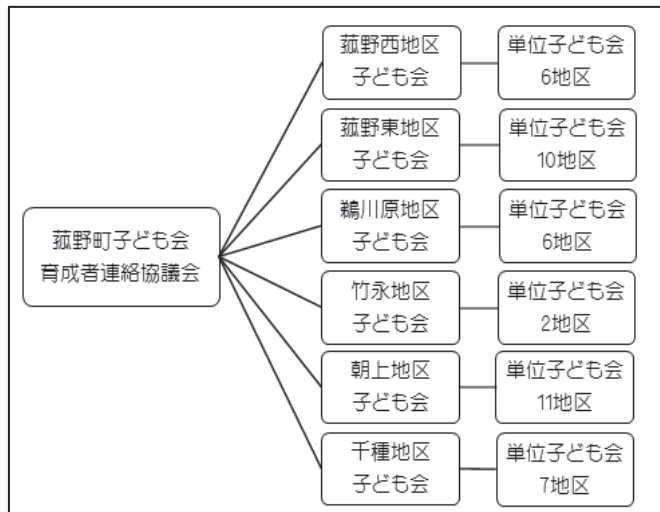 菰野町子ども会
育成者連絡協議会
菰野西地区
子ども会
単位子ども会
6地区
菰野東地区
子ども会
単位子ども会
10地区
鵜川原地区
子ども会
単位子ども会
6地区
竹永地区
子ども会
単位子ども会
2地区
朝上地区
子ども会
単位子ども会
11地区
千種地区
子ども会
単位子ども会
7地区